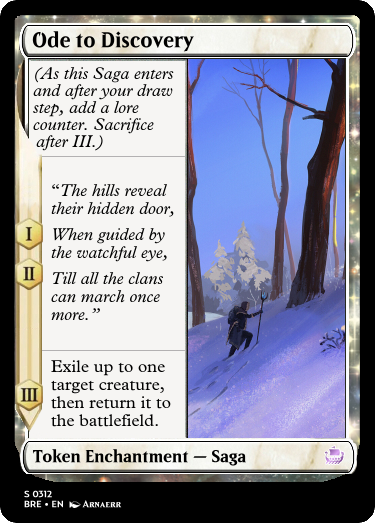 Ode to Discovery
(As this Saga enters
and after your draw
step, add a lore
counter. Sacrifice
after III.)
I
II
“The hills reveal
their hidden door,
When guided by
the watchful eye,
Till all the clans
can march once
more.”
III
Exile up to one
target creature,
then return it to
the battlefield.
Token Enchantment — Saga
S 0312
BRE • EN Arnaerr